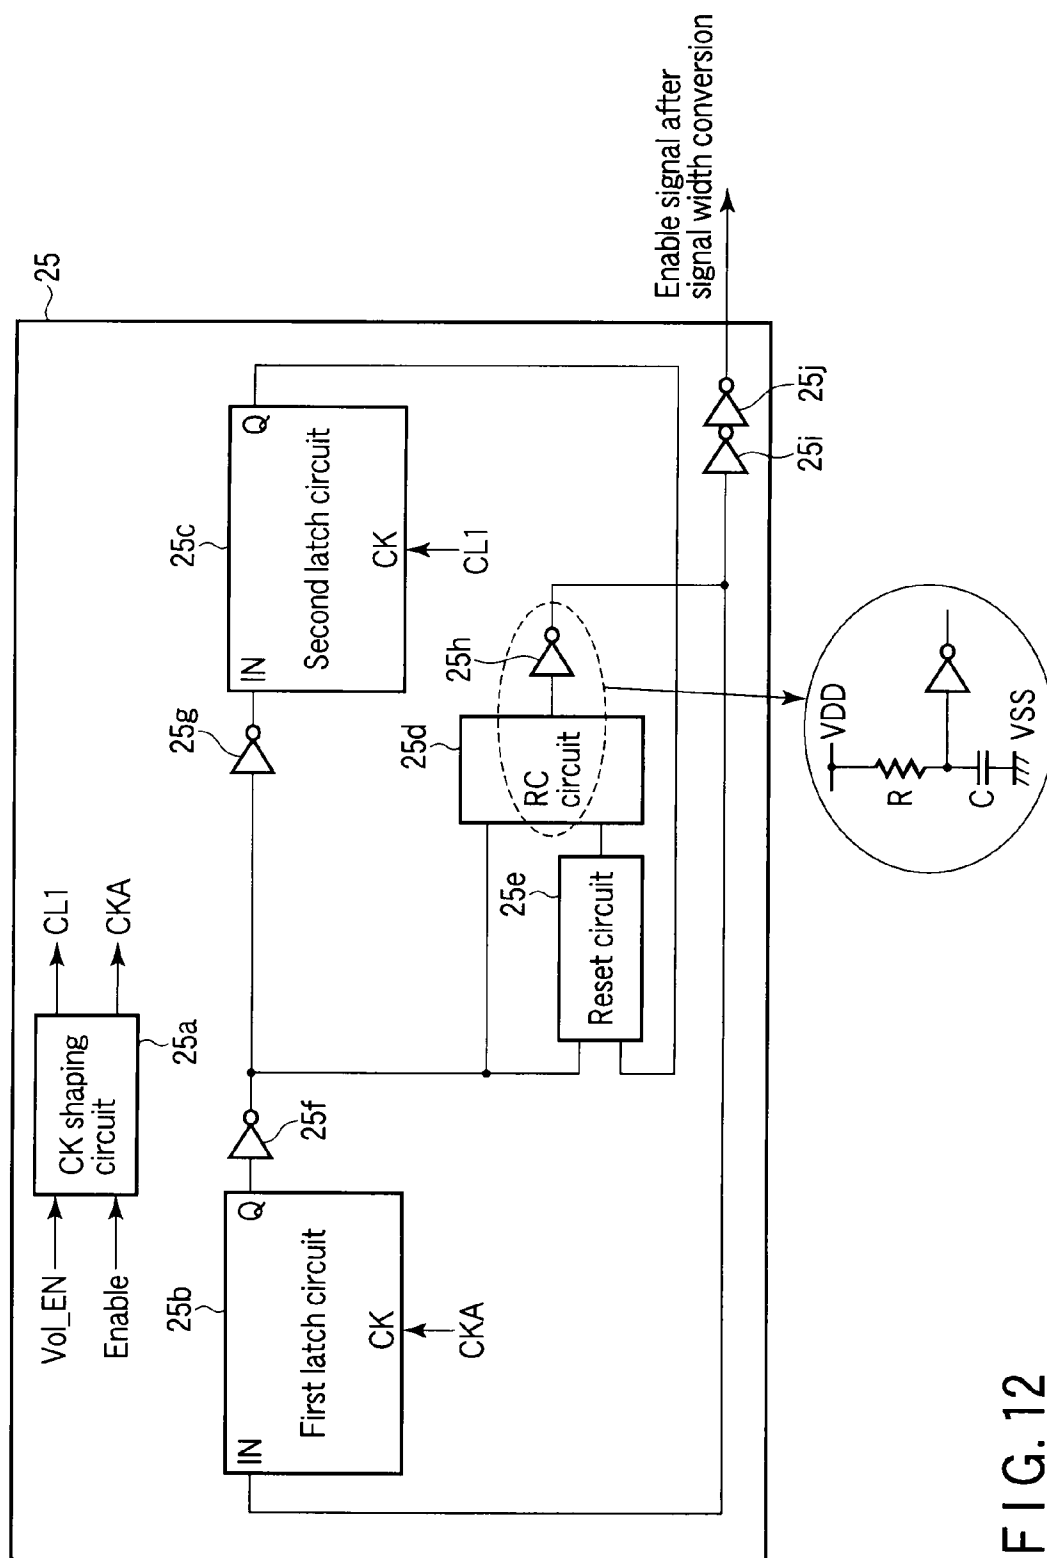 25
Vol_EN
Enable
CK shaping
circuit
25a
CL1
CKA
25b
IN
Q
First latch circuit
CK
CKA
25f
25g
25c
IN
Q
Second latch circuit
CK
CL1
25d
RC
circuit
25h
25e
Reset circuit
25i
25j
Enable signal after
signal width conversion
VDD
R
C
VSS
FIG. 12